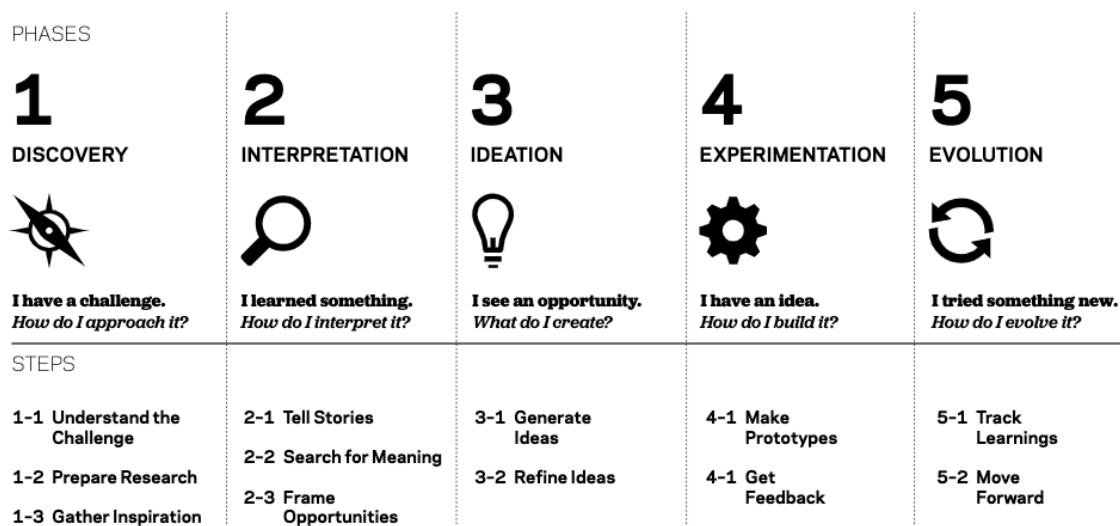 PHASES
1
DISCOVERY
I have a challenge.
How do I approach it?
2
INTERPRETATION
I learned something.
How do I interpret it?
3
IDEATION
I see an opportunity.
What do I create?
4
EXPERIMENTATION
I have an idea.
How do I build it?
5
EVOLUTION
I tried something new.
How do I evolve it?
STEPS
1-1 Understand the
Challenge
1-2 Prepare Research
1-3 Gather Inspiration
2-1 Tell Stories
2-2 Search for Meaning
2-3 Frame
Opportunities
3-1 Generate
Ideas
3-2 Refine Ideas
4-1 Make
Prototypes
4-1 Get
Feedback
5-1 Track
Learnings
5-2 Move
Forward